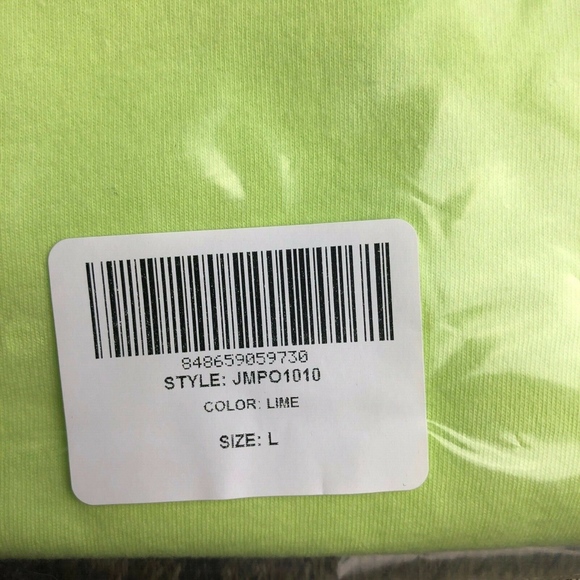 848659059730
STYLE: JMPO1010
COLOR: LIME
SIZE: L